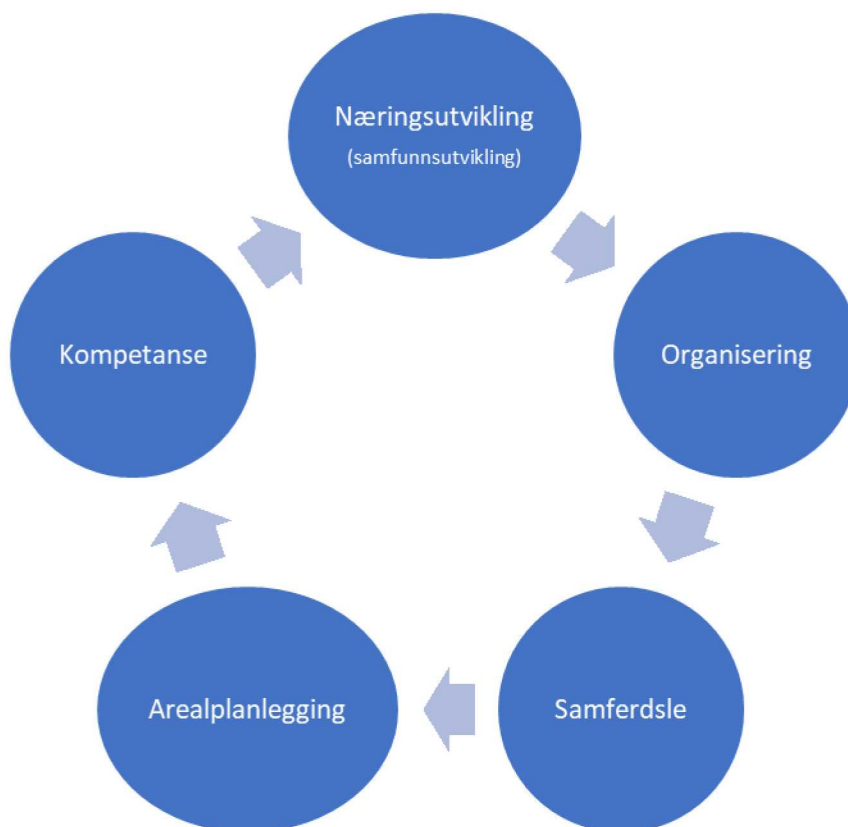 Næringsutvikling
(samfunnsutvikling)
Organisering
Samferdsle
Arealplanlegging
Kompetanse